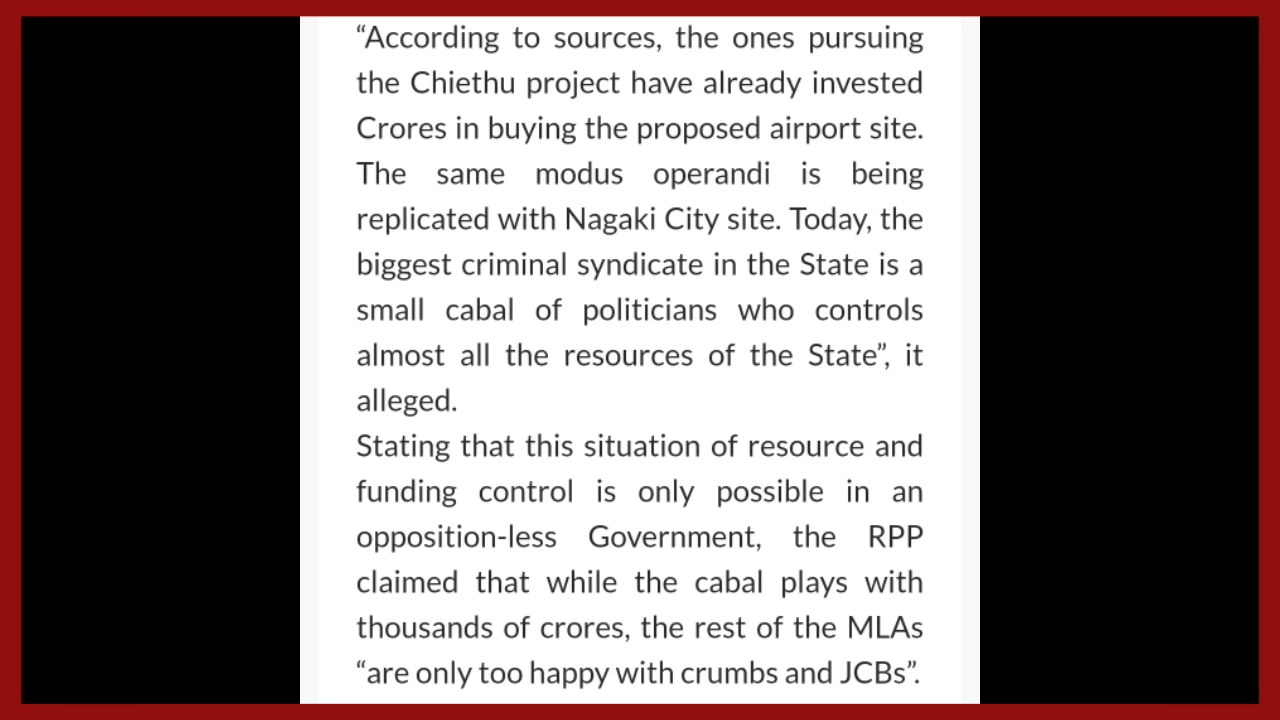 “According to sources, the ones pursuing
the Chiethu project have already invested
Crores in buying the proposed airport site.
The same modus operandi is being
replicated with Nagaki City site. Today, the
biggest criminal syndicate in the State is a
small cabal of politicians who controls
almost all the resources of the State”, it
alleged.
Stating that this situation of resource and
funding control is only possible in an
opposition-less Government, the RPP
claimed that while the cabal plays with
thousands of crores, the rest of the MLAs
“are only too happy with crumbs and JCBs”.